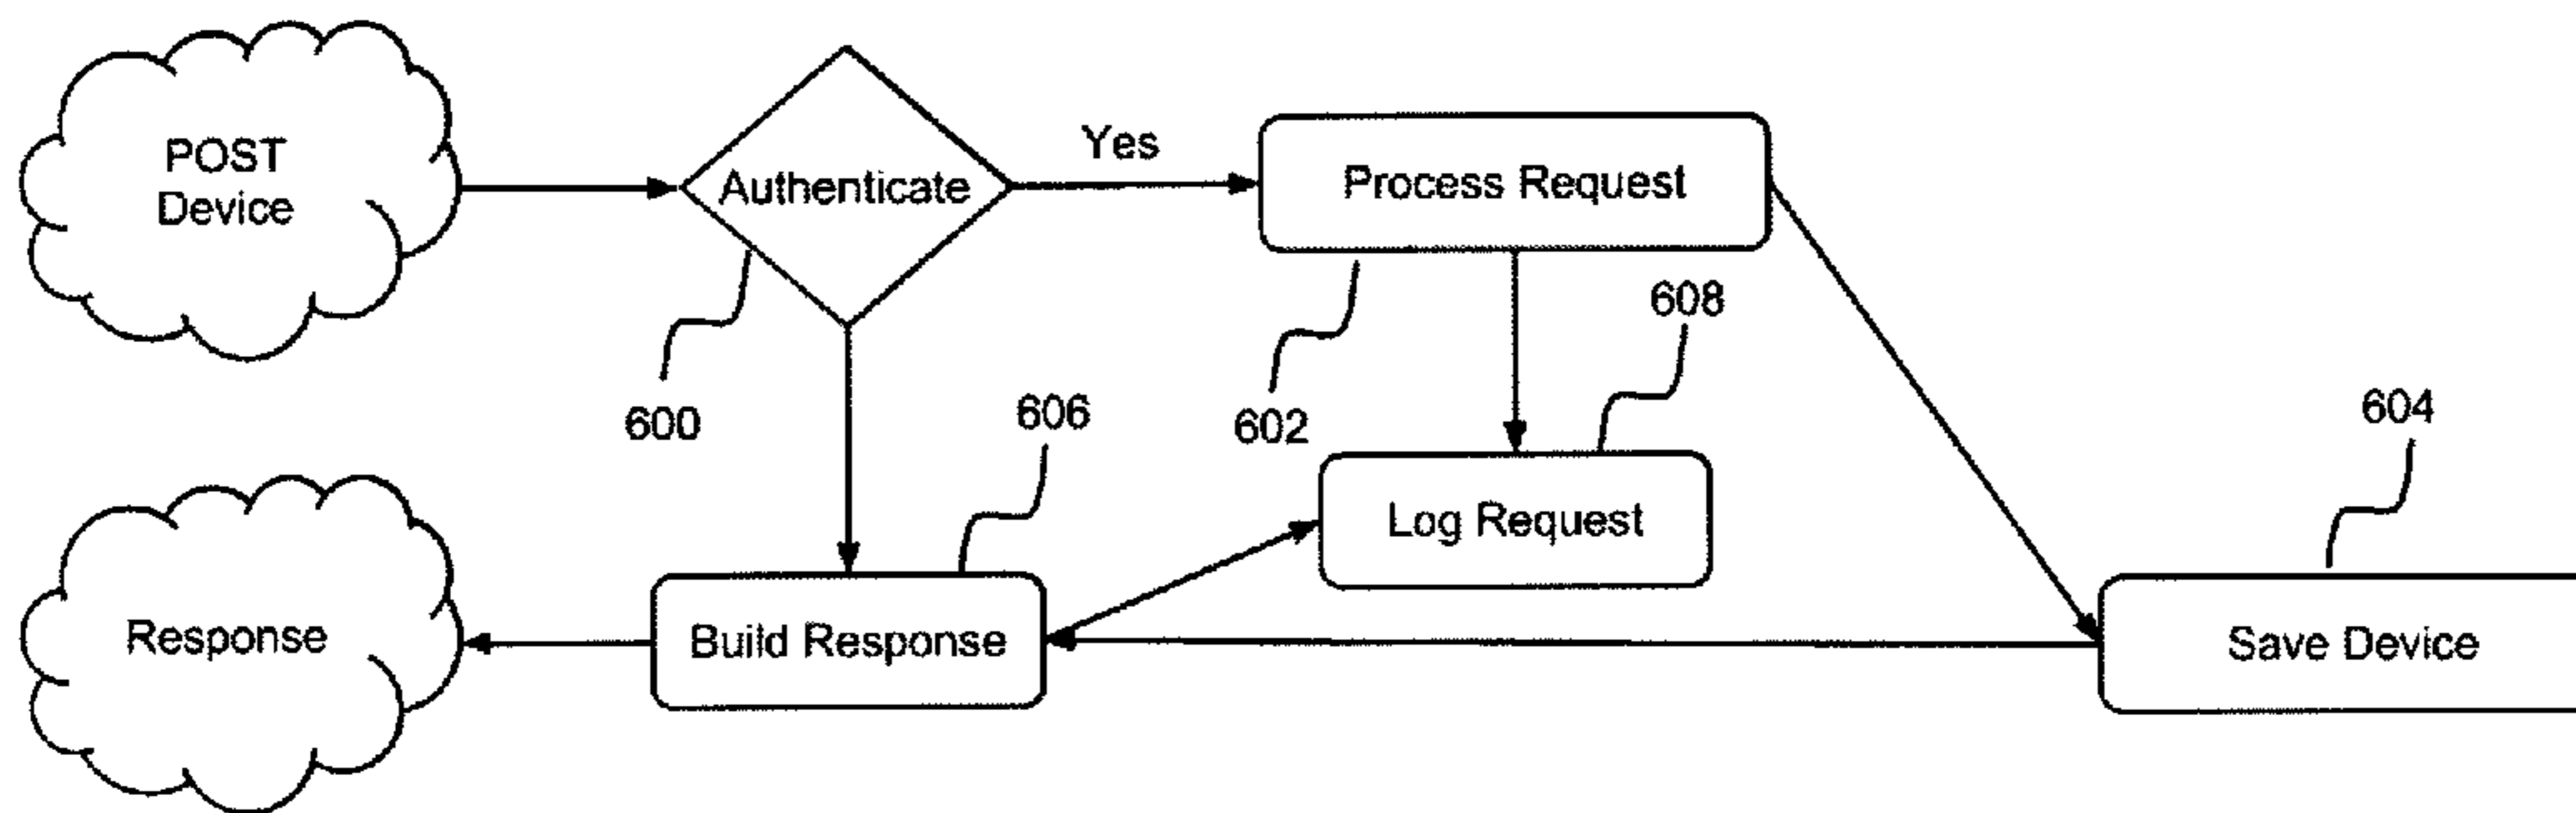 POST
Device
Authenticate
Yes
Process Request
600
606
602
608
604
Log Request
Response
Build Response
Save Device